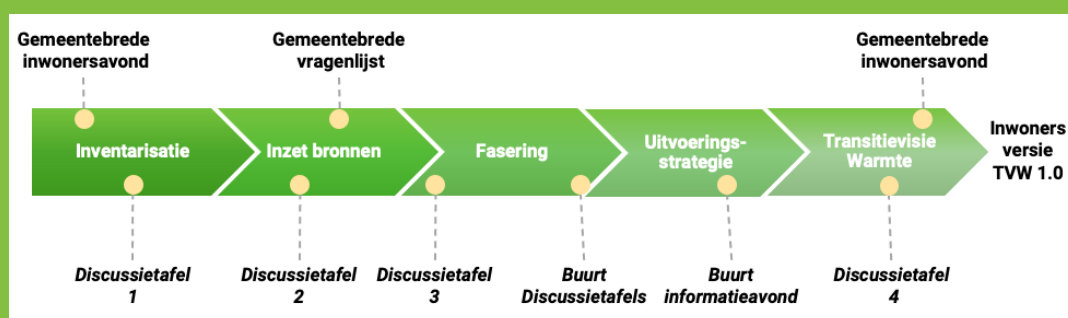 Gemeentebrede
inwonersavond
Gemeentebrede
vragenlijst
Gemeentebrede
inwonersavond
Inventarisatie
Inzet bronnen
Fasering
Uitvoerings-
strategie
Transitievisie
Warmte
Inwoners
versie
TVW 1.0
Discussietafel
1
Discussietafel
2
Discussietafel
3
Buurt
Discussietafels
Buurt
informatieavond
Discussietafel
4